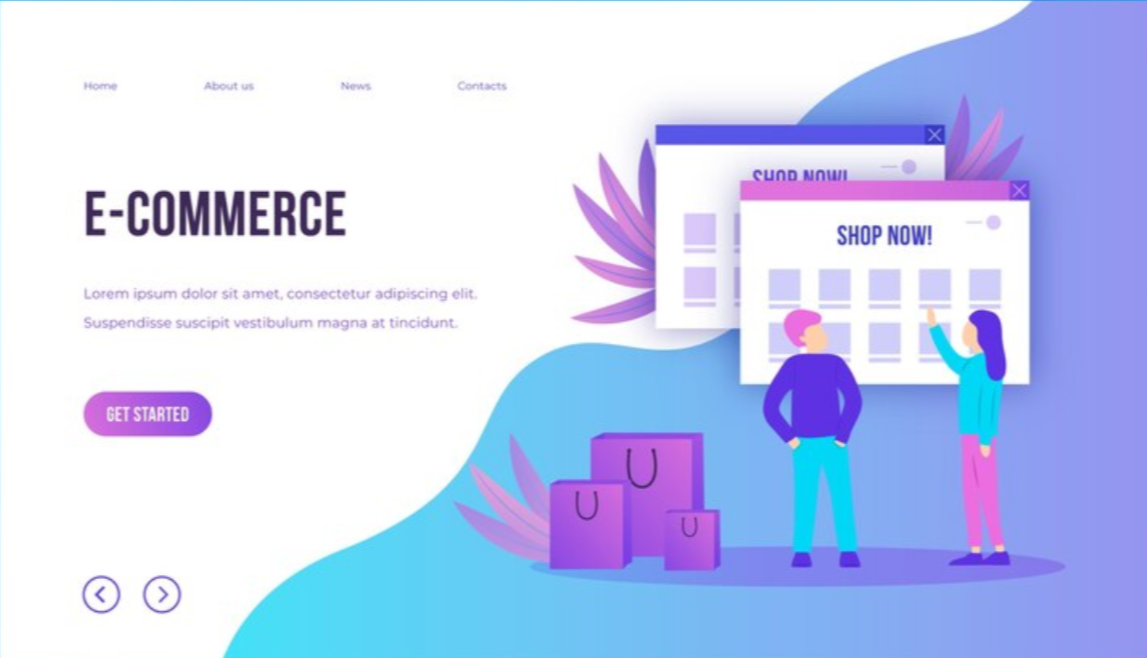 Home About us News Contacts
E-COMMERCE
Lorem ipsum dolor sit amet, consectetur adipiscing elit.
Suspendisse suscipit vestibulum magna at tincidunt.
GET STARTED
SHOP NOW!
SHOP NOW!